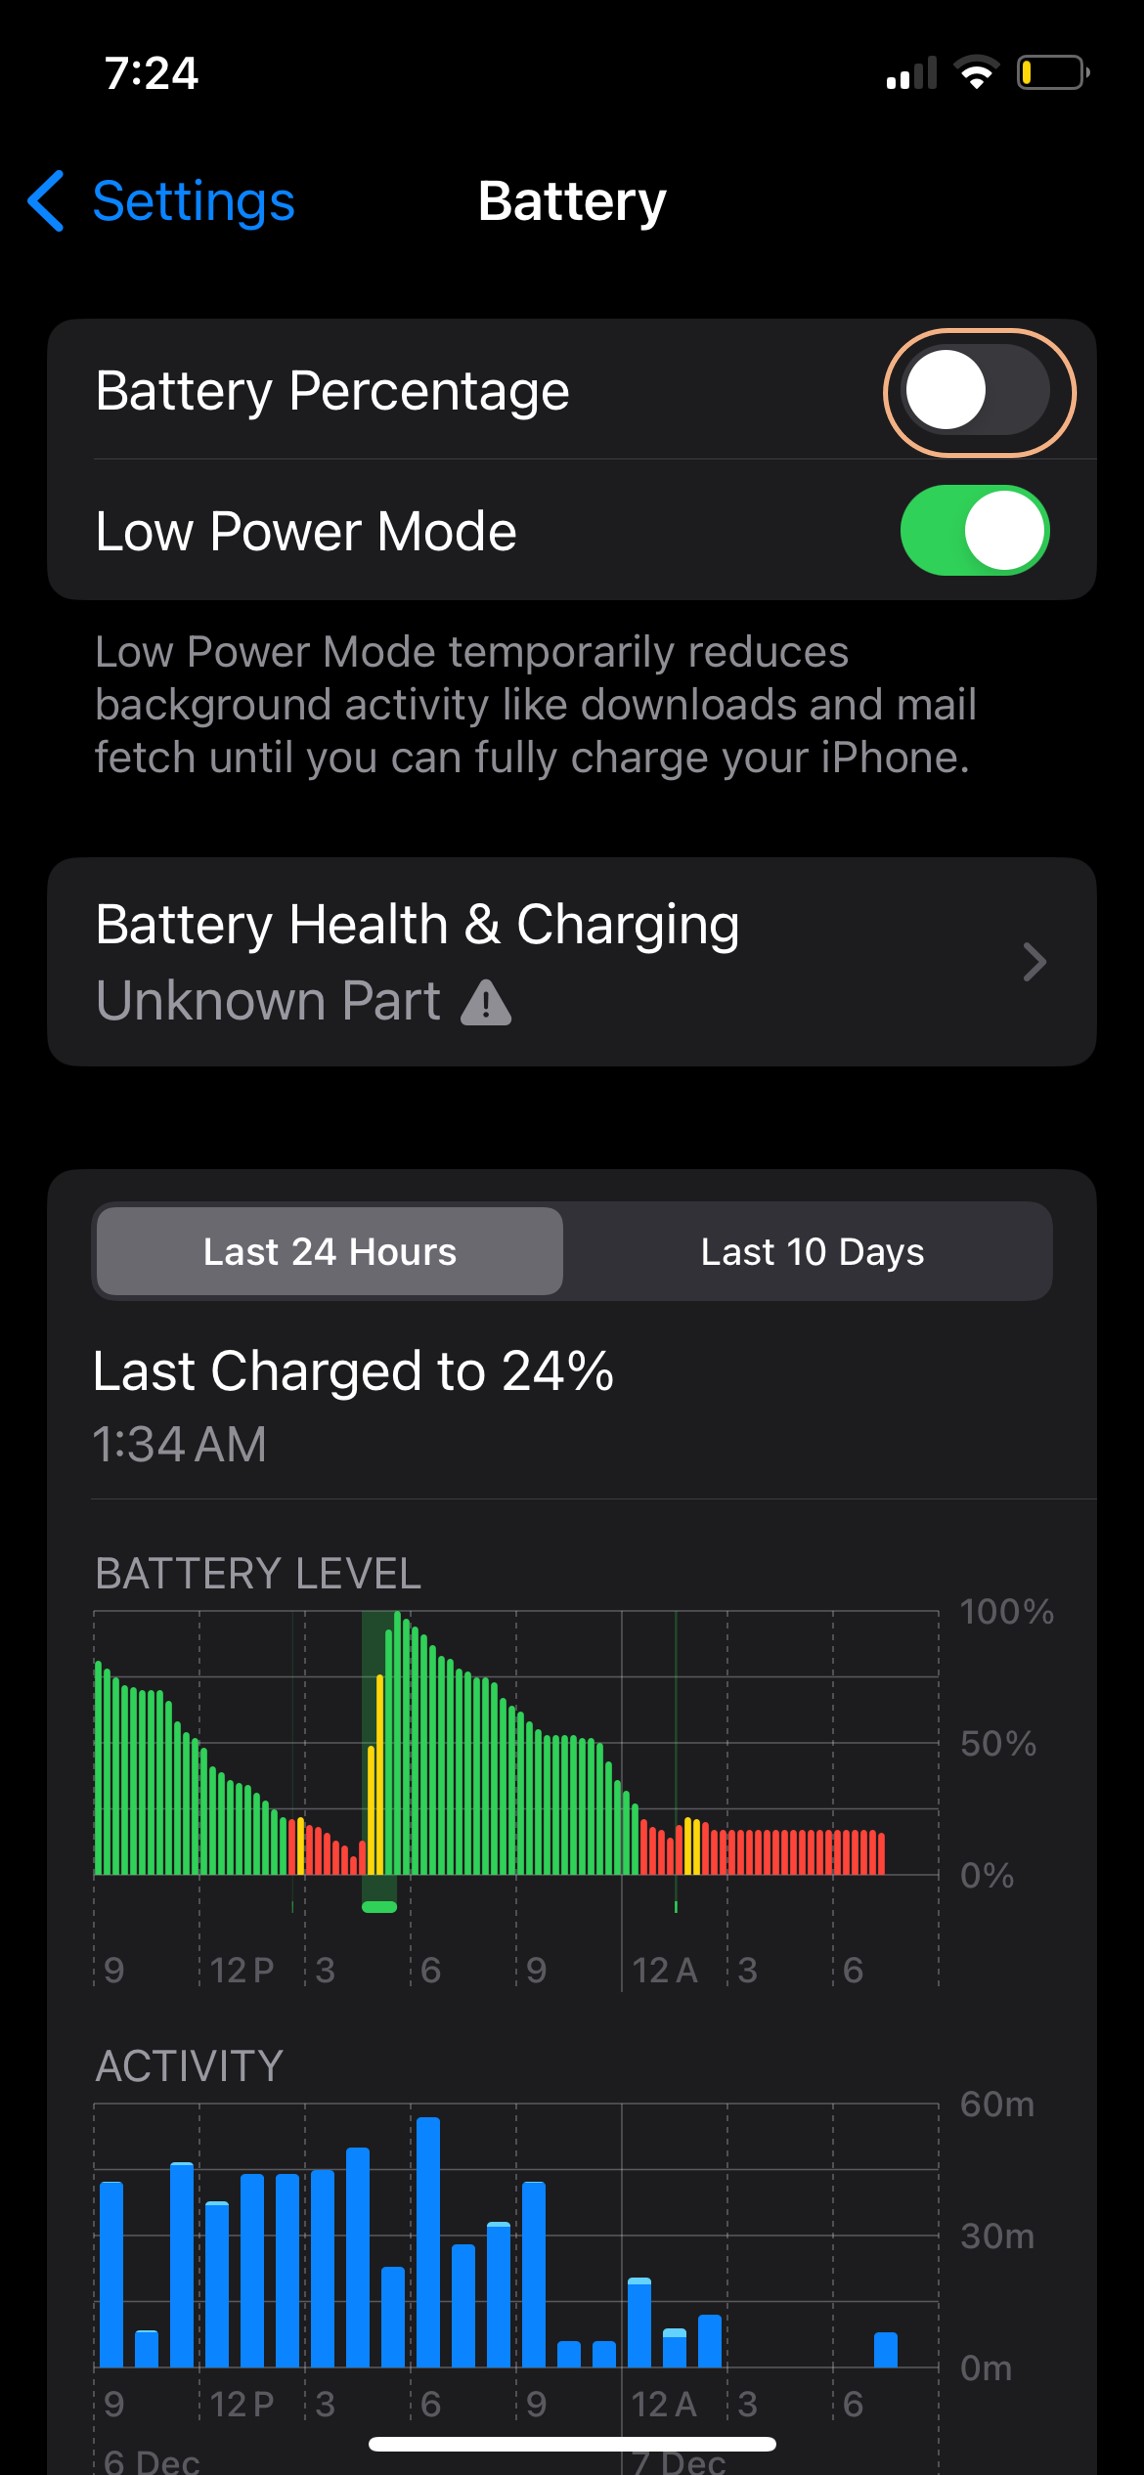 7:24
Settings
Battery
Battery Percentage
Low Power Mode
Low Power Mode temporarily reduces
background activity like downloads and mail
fetch until you can fully charge your iPhone.
Battery Health & Charging
Unknown Part
Last 24 Hours
Last 10 Days
Last Charged to 24%
1:34 AM
BATTERY LEVEL
100%
50%
0%
9 12 P 3 6 9 12 A 3 6
ACTIVITY
60m
30m
0m
9 12 P 3 6 9 12 A 3 6
6 Dec 7 Dec